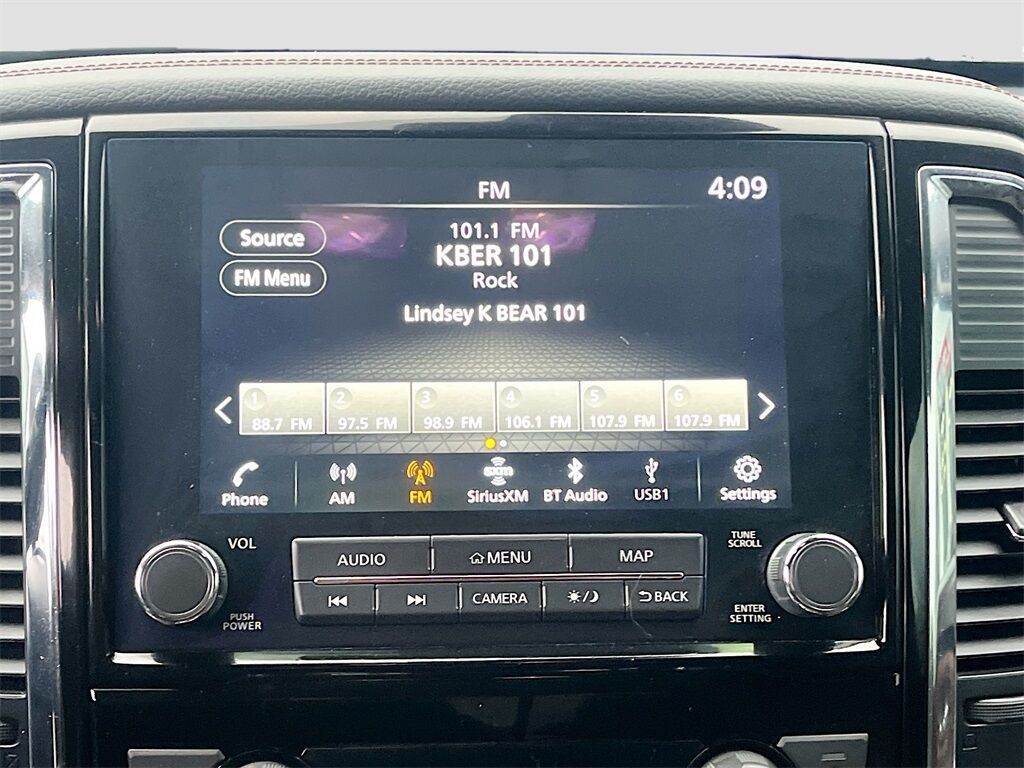 FM
4:09
Source
101.1 FM
KBER 101
FM Menu
Rock
Lindsey K BEAR 101
1 2 3 4 5 6
88.7 FM 97.5 FM 98.9 FM 106.1 FM 107.9 FM 107.9 FM
sxm
Phone AM FM SiriusXM BT Audio USB1 Settings
VOL
TUNE
SCROLL
AUDIO MENU MAP
CAMERA BACK
PUSH
POWER
ENTER
SETTING